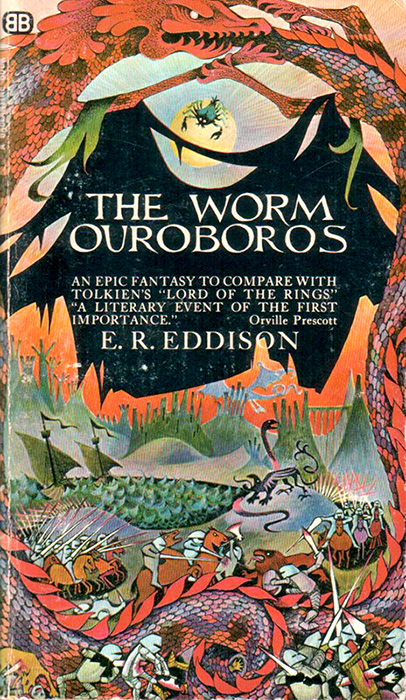 BB
THE WORM
OUROBOROS
AN EPIC FANTASY TO COMPARE WITH
TOLKIEN'S "LORD OF THE RINGS"
"A LITERARY EVENT OF THE FIRST
IMPORTANCE." Orville Prescott
E. R. EDDISON